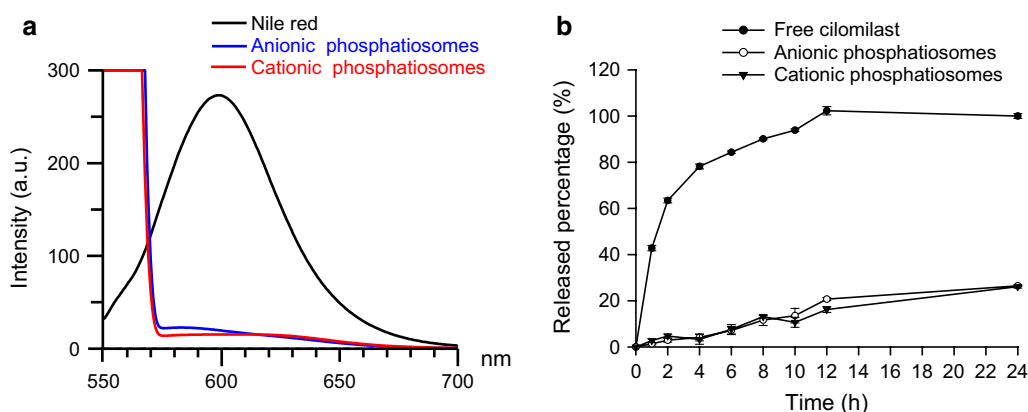 a
Nile red
Anionic phosphatiosomes
Cationic phosphatiosomes
300
200
100
0
Intensity (a.u.)
550
600
650
700
nm
b
Free cilomilast
Anionic phosphatiosomes
Cationic phosphatiosomes
120
100
80
60
40
20
0
Released percentage (%)
0 2 4 6 8 10 12 14 16 18 20 22 24
Time (h)